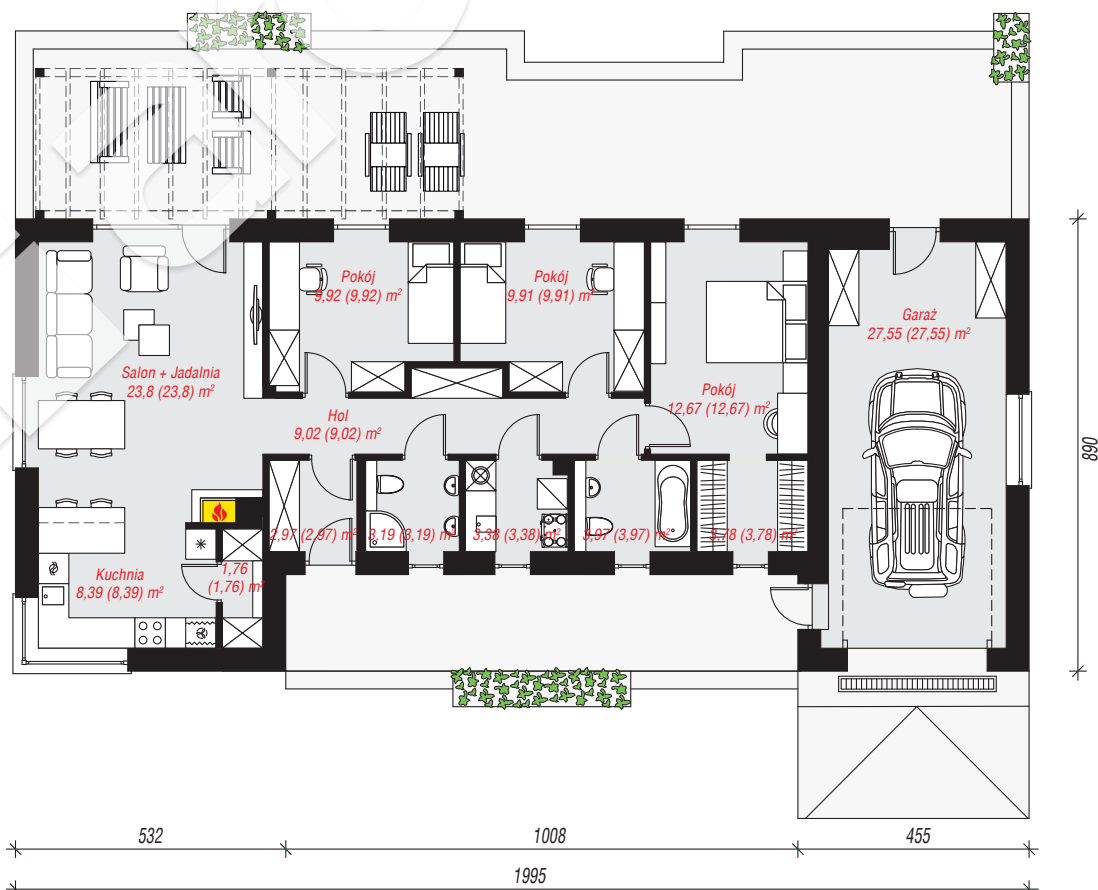 Pokój
9,92 (9,92) m²
Pokój
9,91 (9,91) m²
Garaż
27,55 (27,55) m²
Salon + Jadalnia
23,8 (23,8) m²
Pokój
12,67 (12,67) m²
Hol
9,02 (9,02) m²
2,97 (2,97) m²
3,19 (3,19) m²
3,38 (3,38) m²
3,97 (3,97) m²
3,78 (3,78) m²
Kuchnia
8,39 (8,39) m²
1,76
(1,76) m²
890
532
1008
455
1995